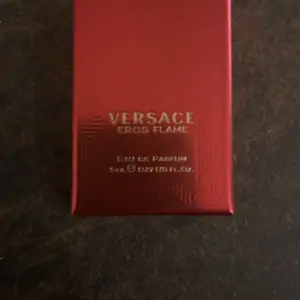 VERSACE
EROS FLAME
EAU DE PARFUM
5ml ℮ 0.17 US fl.oz.